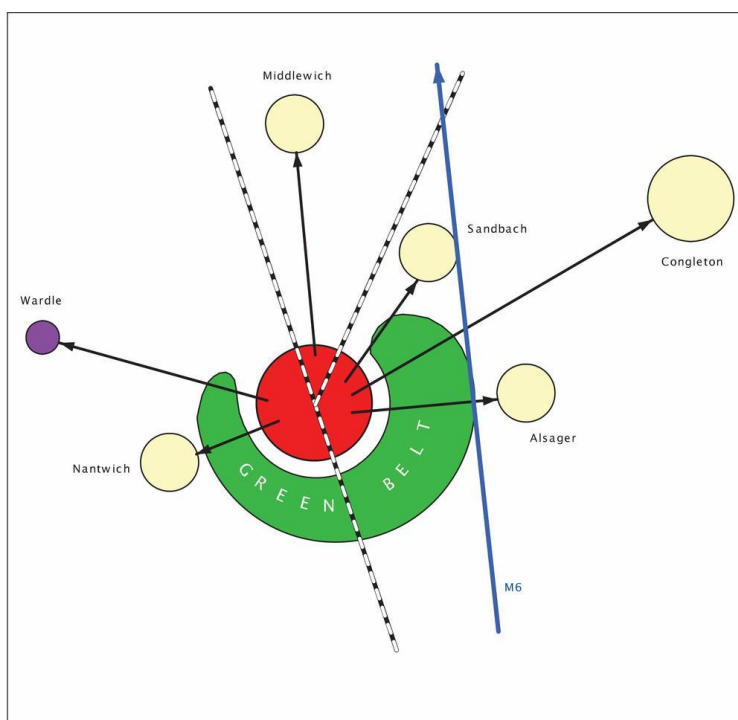 Middlewich
Sandbach
Congleton
Wardle
Alsager
Nantwich
GREEN BELT
M6